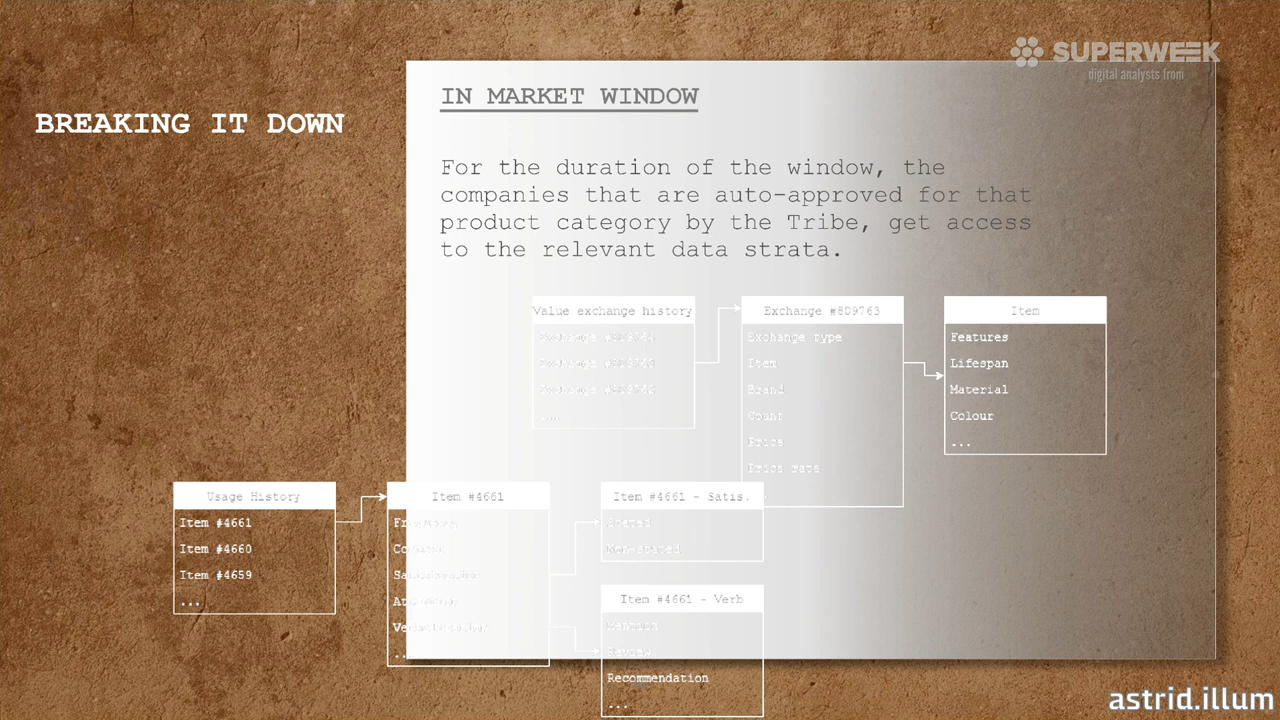 SUPERWEEK
digital analysts from
BREAKING IT DOWN
IN MARKET WINDOW
For the duration of the window, the
companies that are auto-approved for that
product category by the Tribe, get access
to the relevant data strata.
Value exchange history
....
Exchange #8D9763
Exchange type
Item
Brand
Count
Price
Price rate
Item
Features
Lifespan
Material
Colour
...
Usage History
Item #4661
Item #4660
Item #4659
...
Item #4661
Item #4661 - Satis.
Stated
Non-stated
Item #4661 - Verb
Mention
Review
Recommendation
...
astrid.illum